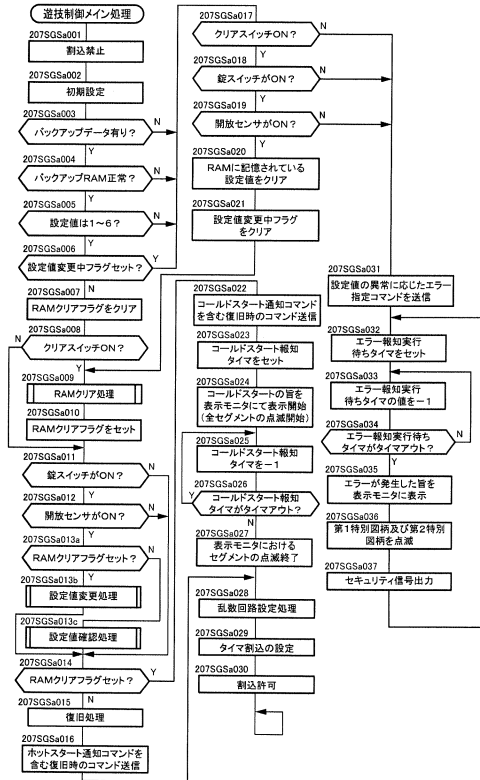 遊技制御メイン処理
207SGSa001
割込禁止
207SGSa002
初期設定
207SGSa003
バックアップデータ有り？
N
Y
207SGSa004
バックアップRAM正常？
N
Y
207SGSa005
設定値は1～6？
N
Y
207SGSa006
設定値変更中フラグセット？
Y
N
207SGSa007
RAMクリアフラグをクリア
207SGSa008
N
クリアスイッチON？
Y
207SGSa009
RAMクリア処理
207SGSa010
RAMクリアフラグをセット
207SGSa011
錠スイッチがON？
N
Y
207SGSa012
開放センサがON？
N
Y
207SGSa013a
RAMクリアフラグセット？
N
Y
207SGSa013b
設定値変更処理
207SGSa013c
設定値確認処理
207SGSa014
RAMクリアフラグセット？
Y
N
207SGSa015
復旧処理
207SGSa016
ホットスタート通知コマンド
を含む復旧時のコマンド送信
207SGSa017
クリアスイッチON？
N
Y
207SGSa018
錠スイッチがON？
N
Y
207SGSa019
開放センサがON？
N
Y
207SGSa020
RAMに記憶されている
設定値をクリア
207SGSa021
設定値変更中フラグ
をクリア
207SGSa022
コールドスタート通知コマンド
を含む復旧時のコマンド送信
207SGSa023
コールドスタート報知
タイマをセット
207SGSa024
コールドスタートの旨を
表示モニタにて表示開始
(全セグメントの点滅開始)
207SGSa025
コールドスタート報知
タイマを－1
207SGSa026
Y
コールドスタート報知
タイマがタイマアウト？
N
207SGSa027
表示モニタにおける
セグメントの点滅終了
207SGSa028
乱数回路設定処理
207SGSa029
タイマ割込の設定
207SGSa030
割込許可
207SGSa031
設定値の異常に応じたエラー
指定コマンドを送信
207SGSa032
エラー報知実行
待ちタイマをセット
207SGSa033
エラー報知実行
待ちタイマの値を－1
207SGSa034
エラー報知実行待ち
タイマがタイマアウト？
N
Y
207SGSa035
エラーが発生した旨を
表示モニタに表示
207SGSa036
第1特別図柄及び第2特別
図柄を点滅
207SGSa037
セキュリティ信号出力